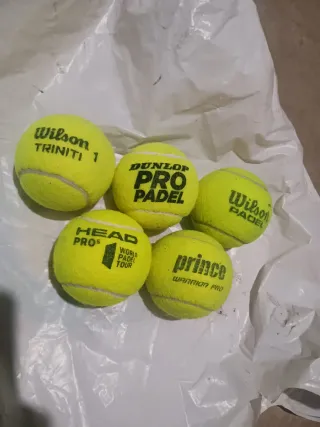 Wilson
TRINITI 1
DUNLOP
PRO
PADEL
Wilson
PADEL
HEAD
PRO S
WORLD
PADEL
TOUR
prince
WARRIOR PRO